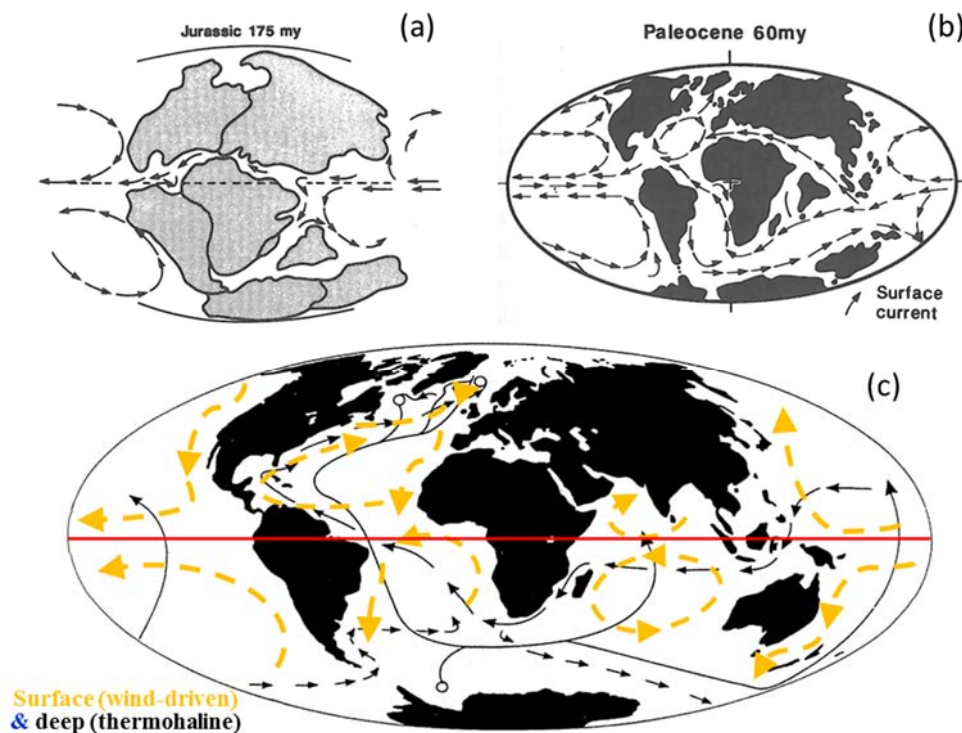 Jurassic 175 my
(a)
Paleocene 60my
(b)
Surface
current
(c)
Surface (wind-driven)
& deep (thermohaline)